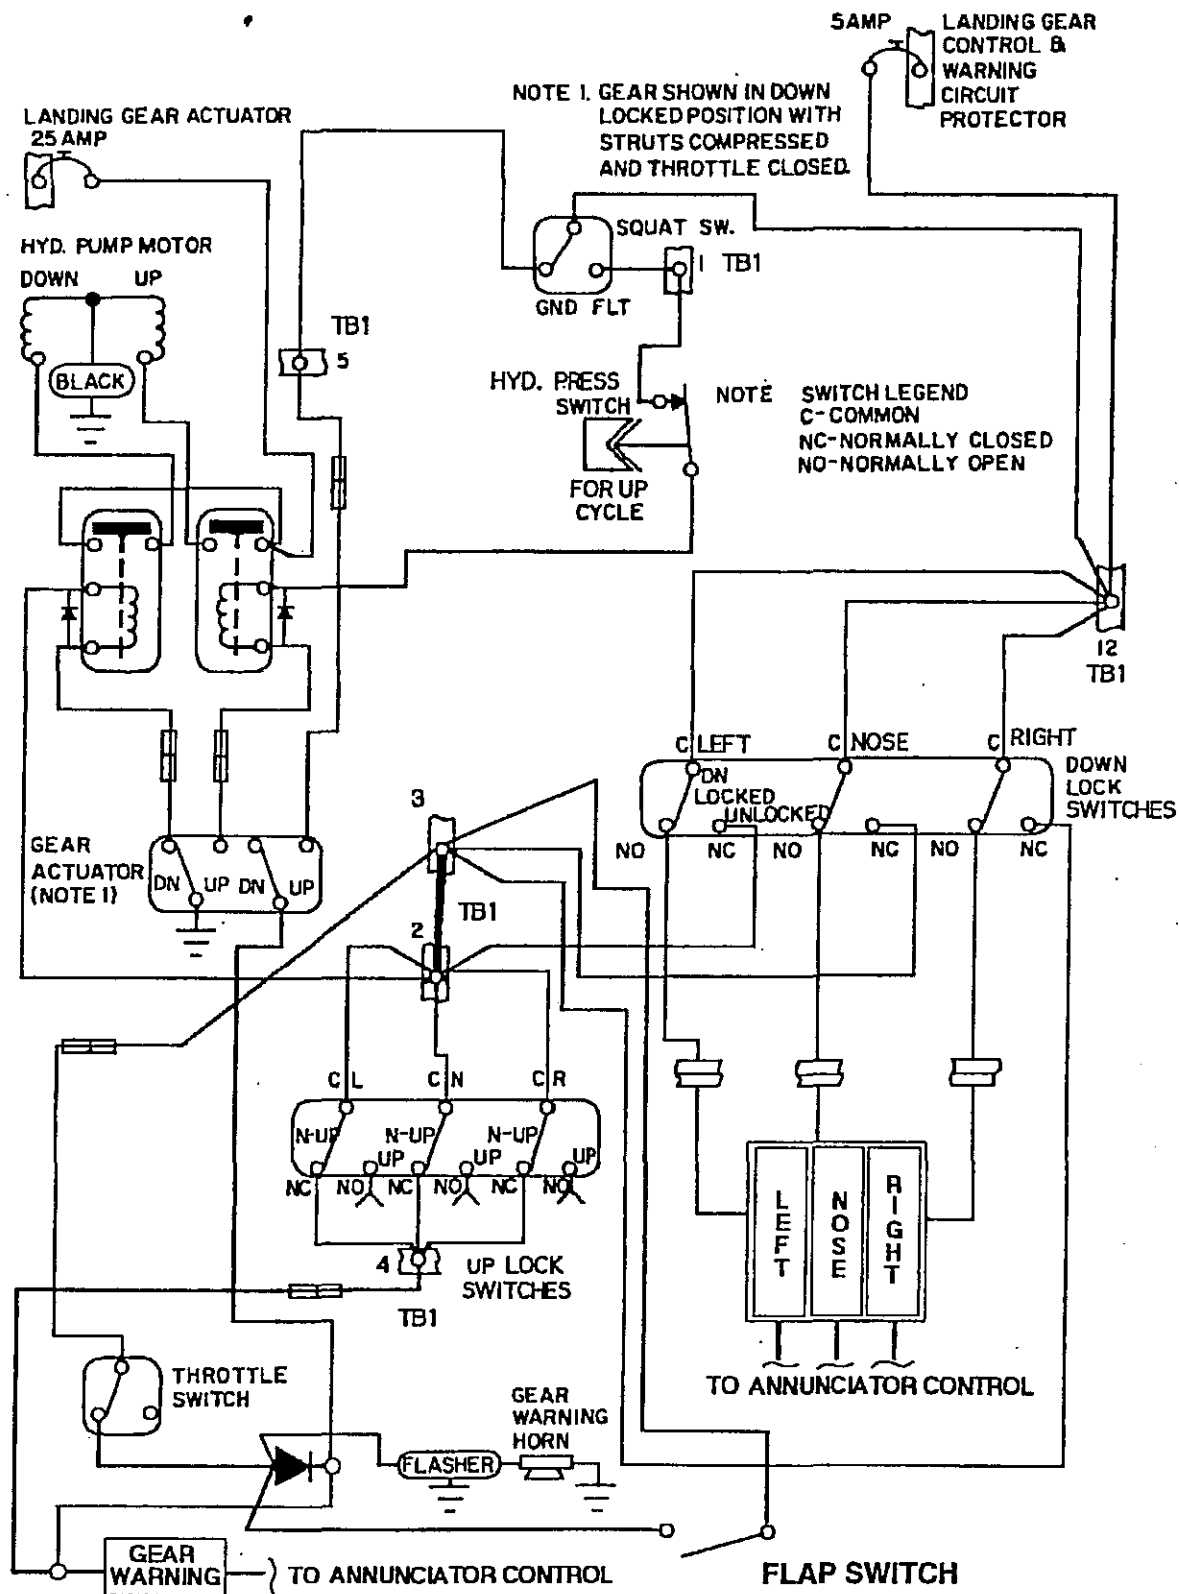 5AMP
LANDING GEAR
CONTROL &
WARNING
CIRCUIT
PROTECTOR
NOTE 1. GEAR SHOWN IN DOWN
LOCKED POSITION WITH
STRUTS COMPRESSED
AND THROTTLE CLOSED.
LANDING GEAR ACTUATOR
25 AMP
HYD. PUMP MOTOR
DOWN UP
BLACK
TB1
5
SQUAT SW.
1 TB1
GND FLT
HYD. PRESS
SWITCH
FOR UP
CYCLE
NOTE SWITCH LEGEND
C-COMMON
NC-NORMALLY CLOSED
NO-NORMALLY OPEN
12
TB1
C LEFT
C NOSE
C RIGHT
DOWN
LOCK
SWITCHES
DN
LOCKED
UNLOCKED
NO NC NO NC NO NC
GEAR
ACTUATOR
(NOTE 1)
DN UP DN UP
3
TB1
2
C L C N C R
N-UP N-UP N-UP
UP UP UP
NC NO NC NO NC NO
4
TB1
UP LOCK
SWITCHES
LEFT
NOSE
RIGHT
TO ANNUNCIATOR CONTROL
THROTTLE
SWITCH
GEAR
WARNING
HORN
FLASHER
GEAR
WARNING
TO ANNUNCIATOR CONTROL
FLAP SWITCH